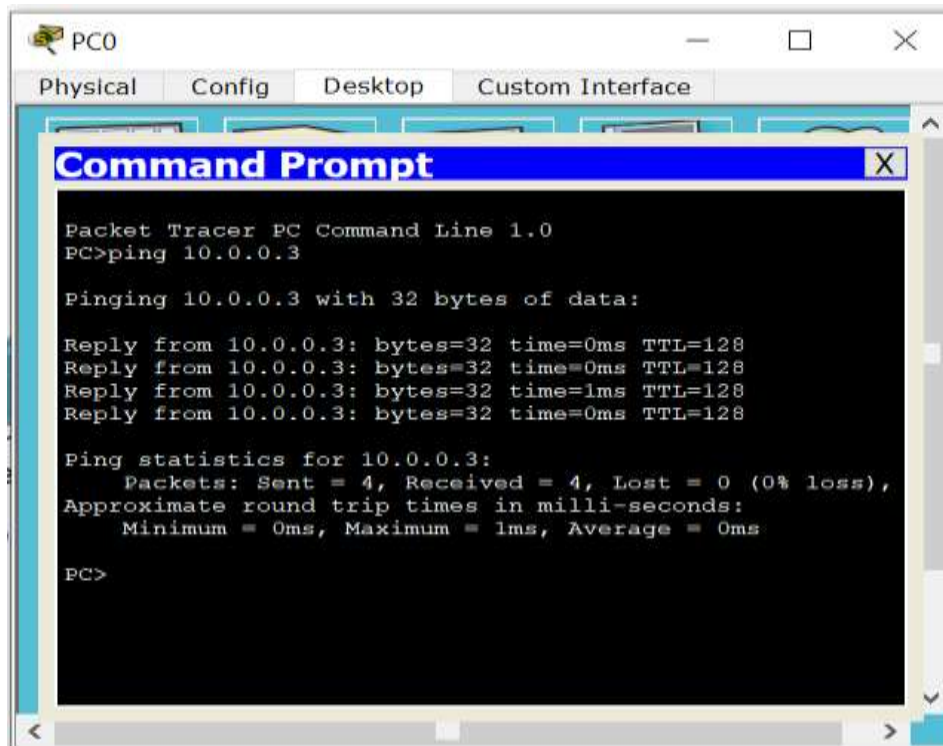 PC0
Physical Config Desktop Custom Interface
Command Prompt X
Packet Tracer PC Command Line 1.0
PC>ping 10.0.0.3
Pinging 10.0.0.3 with 32 bytes of data:
Reply from 10.0.0.3: bytes=32 time=0ms TTL=128
Reply from 10.0.0.3: bytes=32 time=0ms TTL=128
Reply from 10.0.0.3: bytes=32 time=1ms TTL=128
Reply from 10.0.0.3: bytes=32 time=0ms TTL=128
Ping statistics for 10.0.0.3:
Packets: Sent = 4, Received = 4, Lost = 0 (0% loss),
Approximate round trip times in milli-seconds:
Minimum = 0ms, Maximum = 1ms, Average = 0ms
PC>